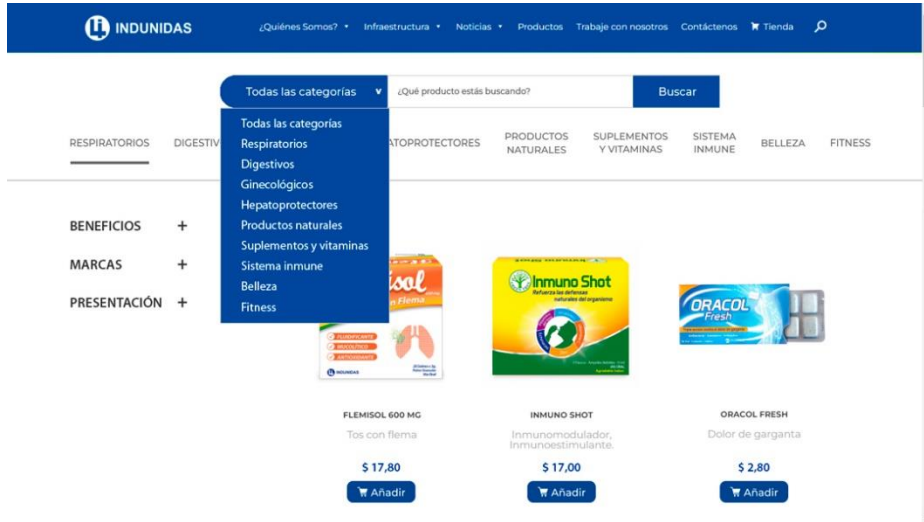 INDUNIDAS
¿Quiénes Somos? Infraestructura Noticias Productos Trabaje con nosotros Contáctenos Tienda
Todas las categorías ¿Qué producto estás buscando? Buscar
Todas las categorías
Respiratorios
Digestivos
Ginecológicos
Hepatoprotectores
Productos naturales
Suplementos y vitaminas
Sistema inmune
Belleza
Fitness
RESPIRATORIOS
PRODUCTOS
NATURALES
SUPLEMENTOS
Y VITAMINAS
SISTEMA
INMUNE
BELLEZA
FITNESS
BENEFICIOS +
MARCAS +
PRESENTACIÓN +
Flema
FLUIDIFICANTE
MUCOLÍTICO
ANTIOXIDANTE
INDUNIDAS
Inmuno Shot
Refuerza las defensas
naturales del organismo
ORACOL
Fresh
FLEMISOL 600 MG
Tos con flema
$ 17,80
Añadir
INMUNO SHOT
Inmunomodulador,
Inmunoestimulante.
$ 17,00
Añadir
ORACOL FRESH
Dolor de garganta
$ 2,80
Añadir